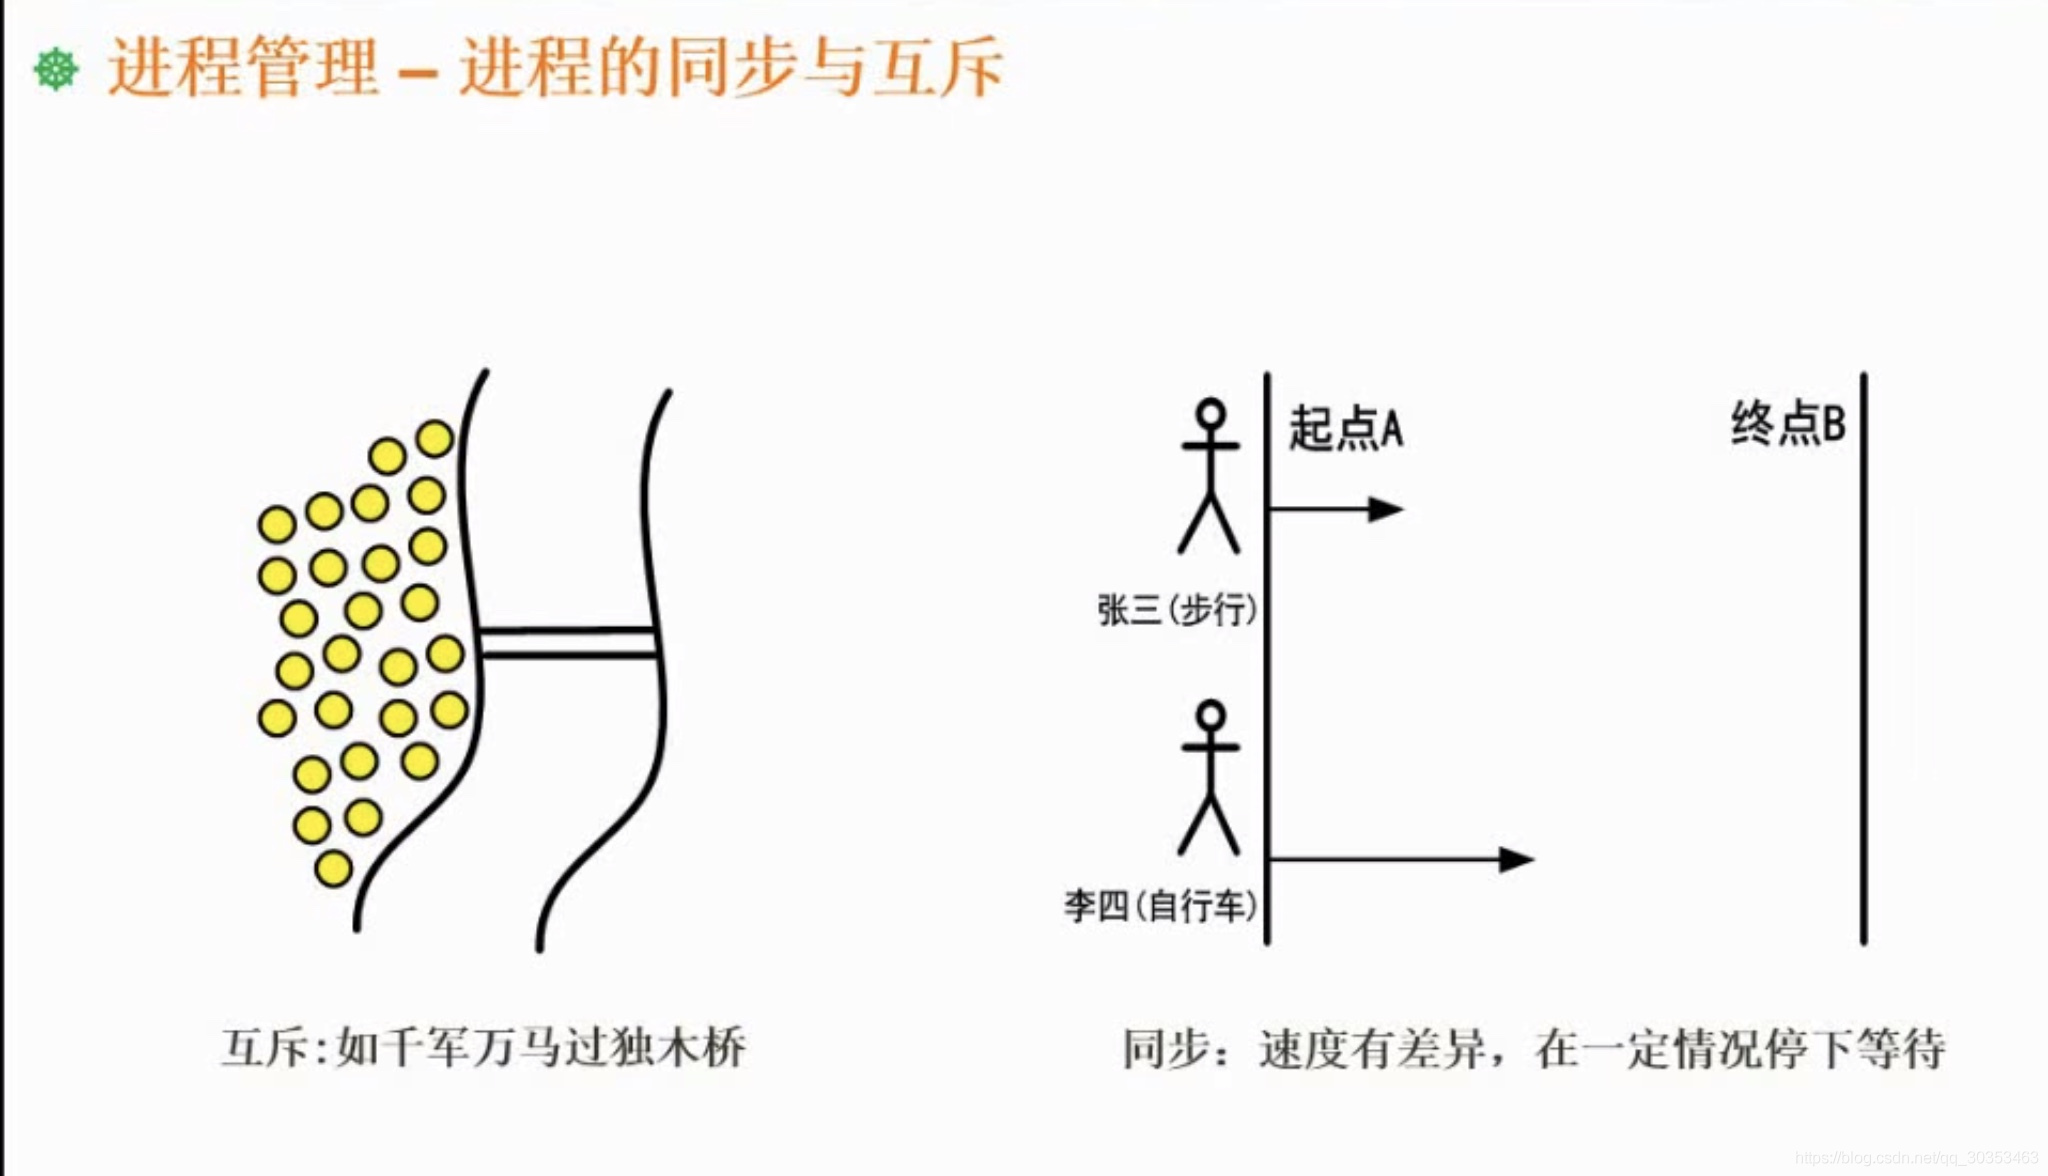 进程管理 – 进程的同步与互斥
起点A
终点B
张三(步行)
李四(自行车)
互斥:如千军万马过独木桥
同步：速度有差异，在一定情况停下等待
https://blog.csdn.net/qq_30353463